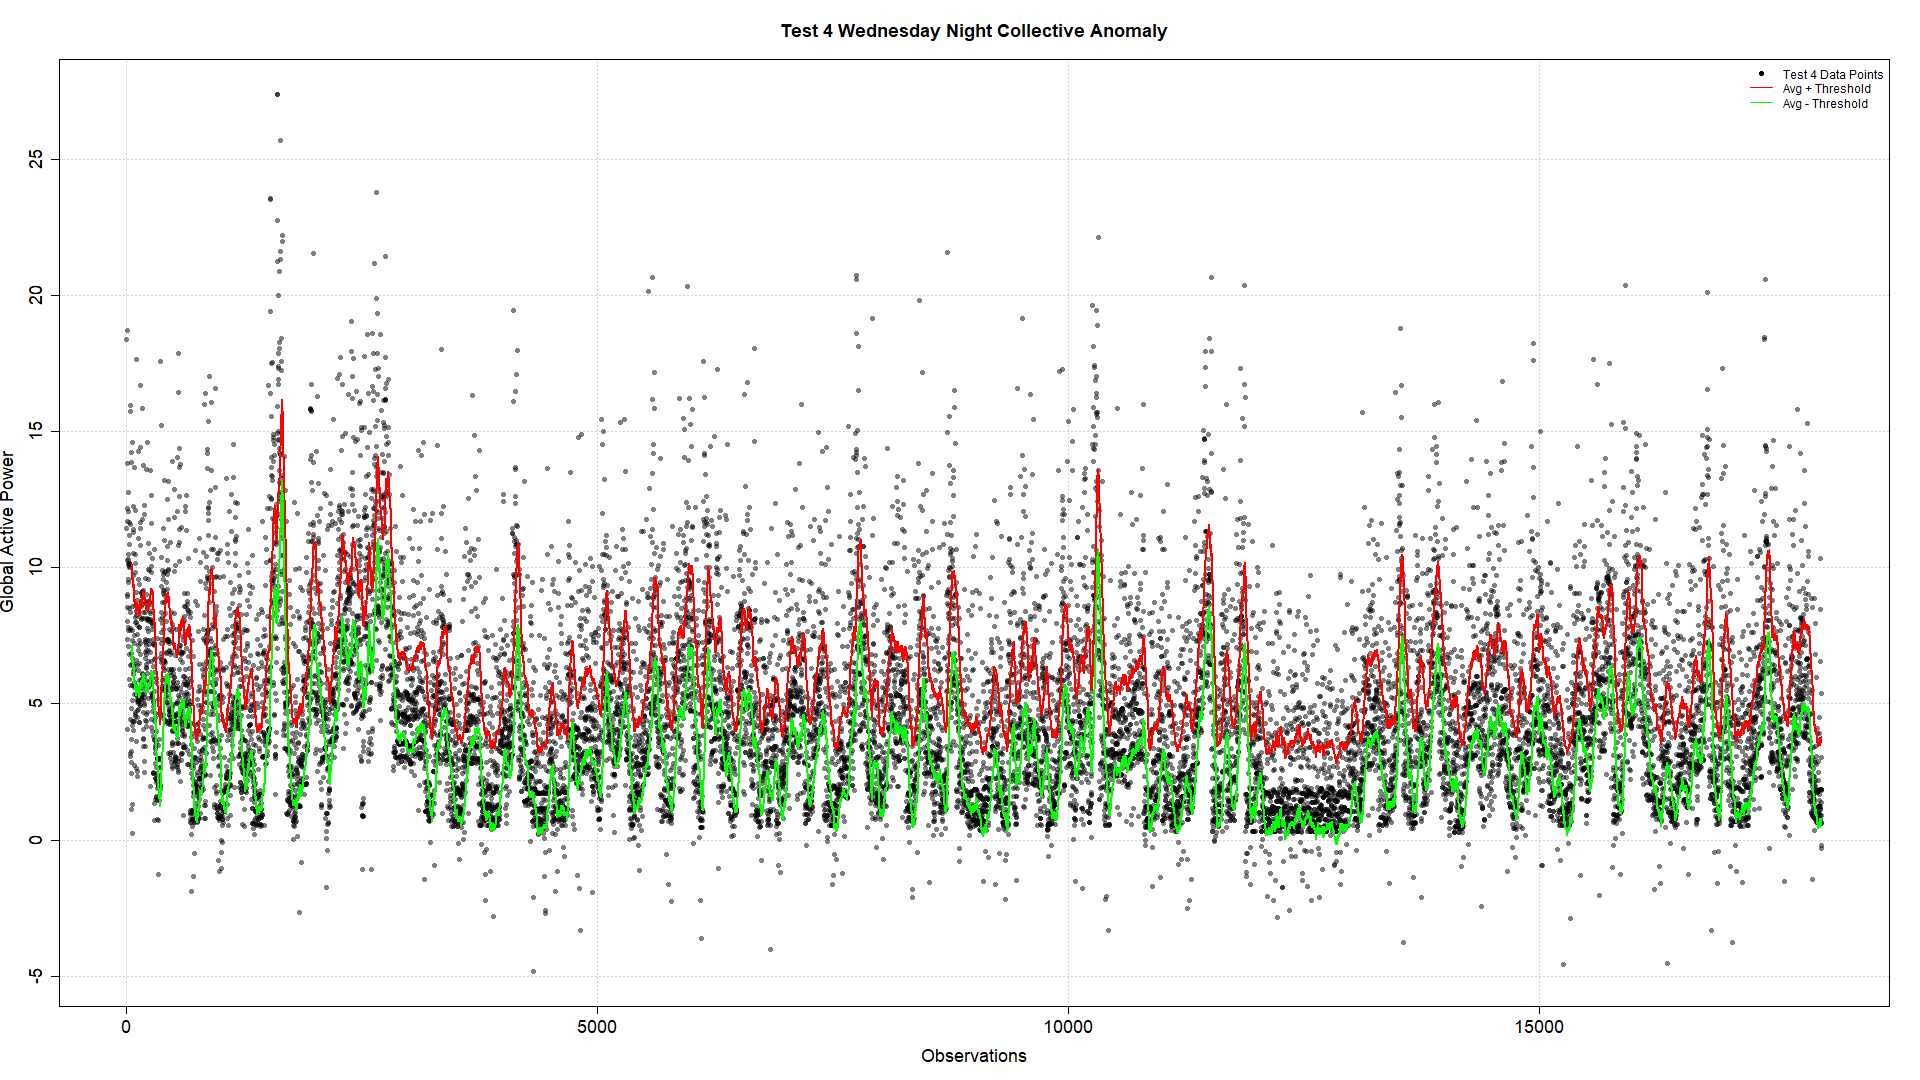 Test 4 Wednesday Night Collective Anomaly
Test 4 Data Points
Avg + Threshold
Avg - Threshold
Global Active Power
25
20
15
10
5
0
-5
0
5000
10000
15000
Observations